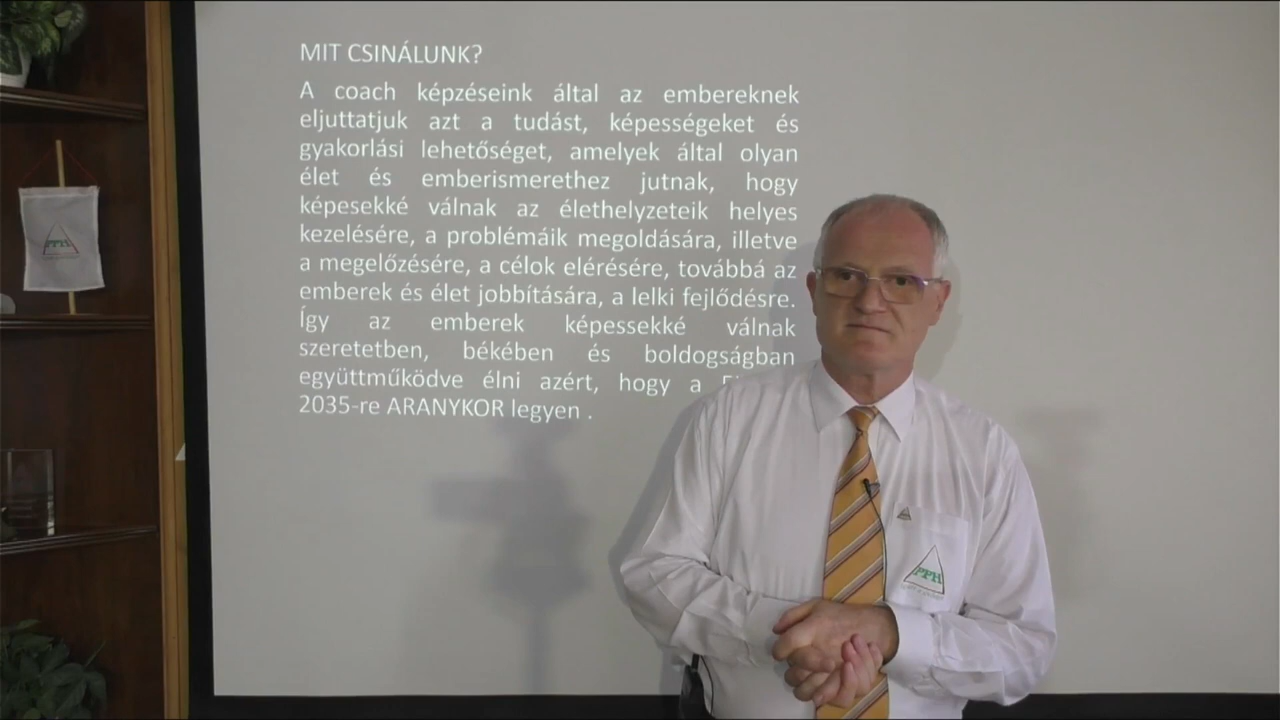 MIT CSINÁLUNK?
A coach képzéseink által az embereknek
eljuttatjuk azt a tudást, képességeket és
gyakorlási lehetőséget, amelyek által olyan
élet és emberismerethez jutnak, hogy
képesekké válnak az élethelyzeteik helyes
kezelésére, a problémáik megoldására, illetve
a megelőzésére, a célok elérésére, továbbá az
emberek és élet jobbítására, a lelki fejlődésre.
Így az emberek képessekké válnak
szeretetben, békében és boldogságban
együttműködve élni azért, hogy a
2035-re ARANYKOR legyen .
PPH
PPH